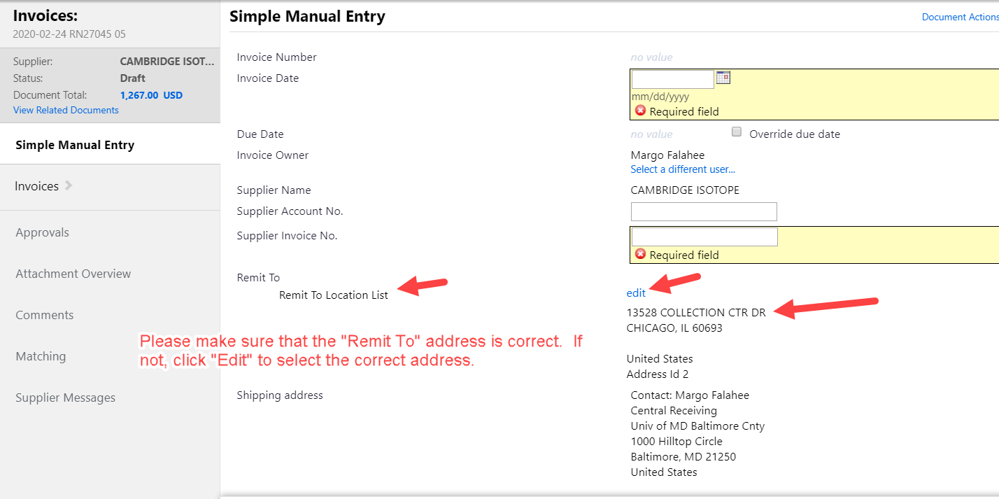 Invoices:
2020-02-24 RN27045 05
Supplier: CAMBRIDGE ISOT...
Status: Draft
Document Total: 1,267.00 USD
View Related Documents
Simple Manual Entry
Invoices
Approvals
Attachment Overview
Comments
Matching
Supplier Messages
Simple Manual Entry
Document Actions
Invoice Number no value
Invoice Date
mm/dd/yyyy
Required field
Due Date no value Override due date
Invoice Owner Margo Falahee
Select a different user...
Supplier Name CAMBRIDGE ISOTOPE
Supplier Account No.
Supplier Invoice No.
Required field
Remit To
Remit To Location List
edit
13528 COLLECTION CTR DR
CHICAGO, IL 60693
United States
Address Id 2
Please make sure that the "Remit To" address is correct. If
not, click "Edit" to select the correct address.
Shipping address Contact: Margo Falahee
Central Receiving
Univ of MD Baltimore Cnty
1000 Hilltop Circle
Baltimore, MD 21250
United States